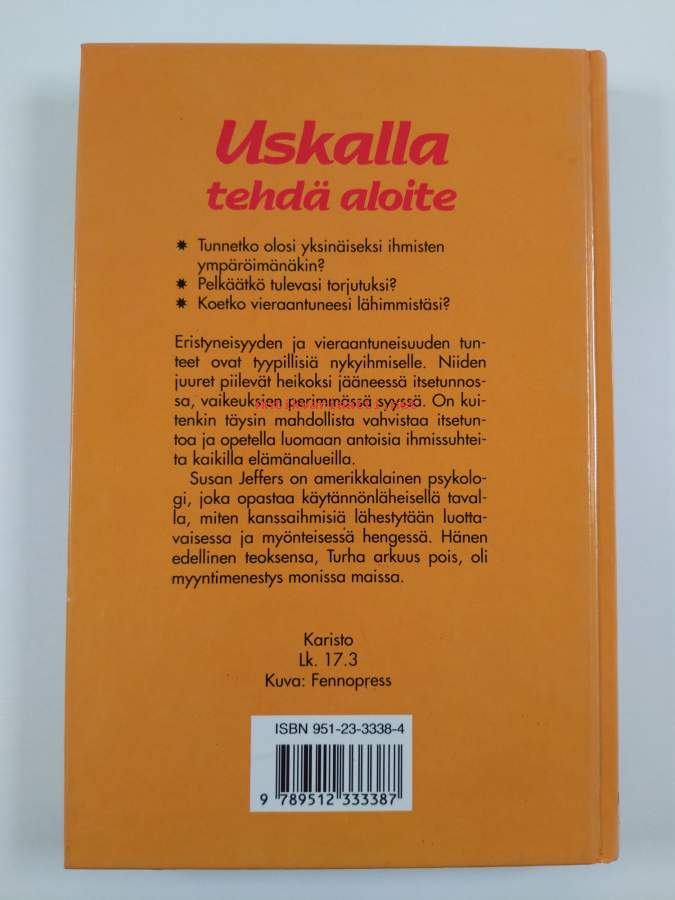 Uskalla
tehdä aloite
✷ Tunnetko olosi yksinäiseksi ihmisten
ympäröimänäkin?
✷ Pelkäätkö tulevasi torjutuksi?
✷ Koetko vieraantuneesi lähimmistäsi?
Eristyneisyyden ja vieraantuneisuuden tun-
teet ovat tyypillisiä nykyihmiselle. Niiden
juuret piilevät heikoksi jääneessä itsetunnos-
sa, vaikeuksien perimmässä syyssä. On kui-
antikvariaatti.net
tenkin täysin mahdollista vahvistaa itsetun-
toa ja opetella luomaan antoisia ihmissuhtei-
ta kaikilla elämänalueilla.
Susan Jeffers on amerikkalainen psykolo-
gi, joka opastaa käytännönläheisellä taval-
la, miten kanssaihmisiä lähestytään luotta-
vaisessa ja myönteisessä hengessä. Hänen
edellinen teoksensa, Turha arkuus pois, oli
myyntimenestys monissa maissa.
Karisto
Lk. 17.3
Kuva: Fennopress
ISBN 951-23-3338-4
9 789512 333387